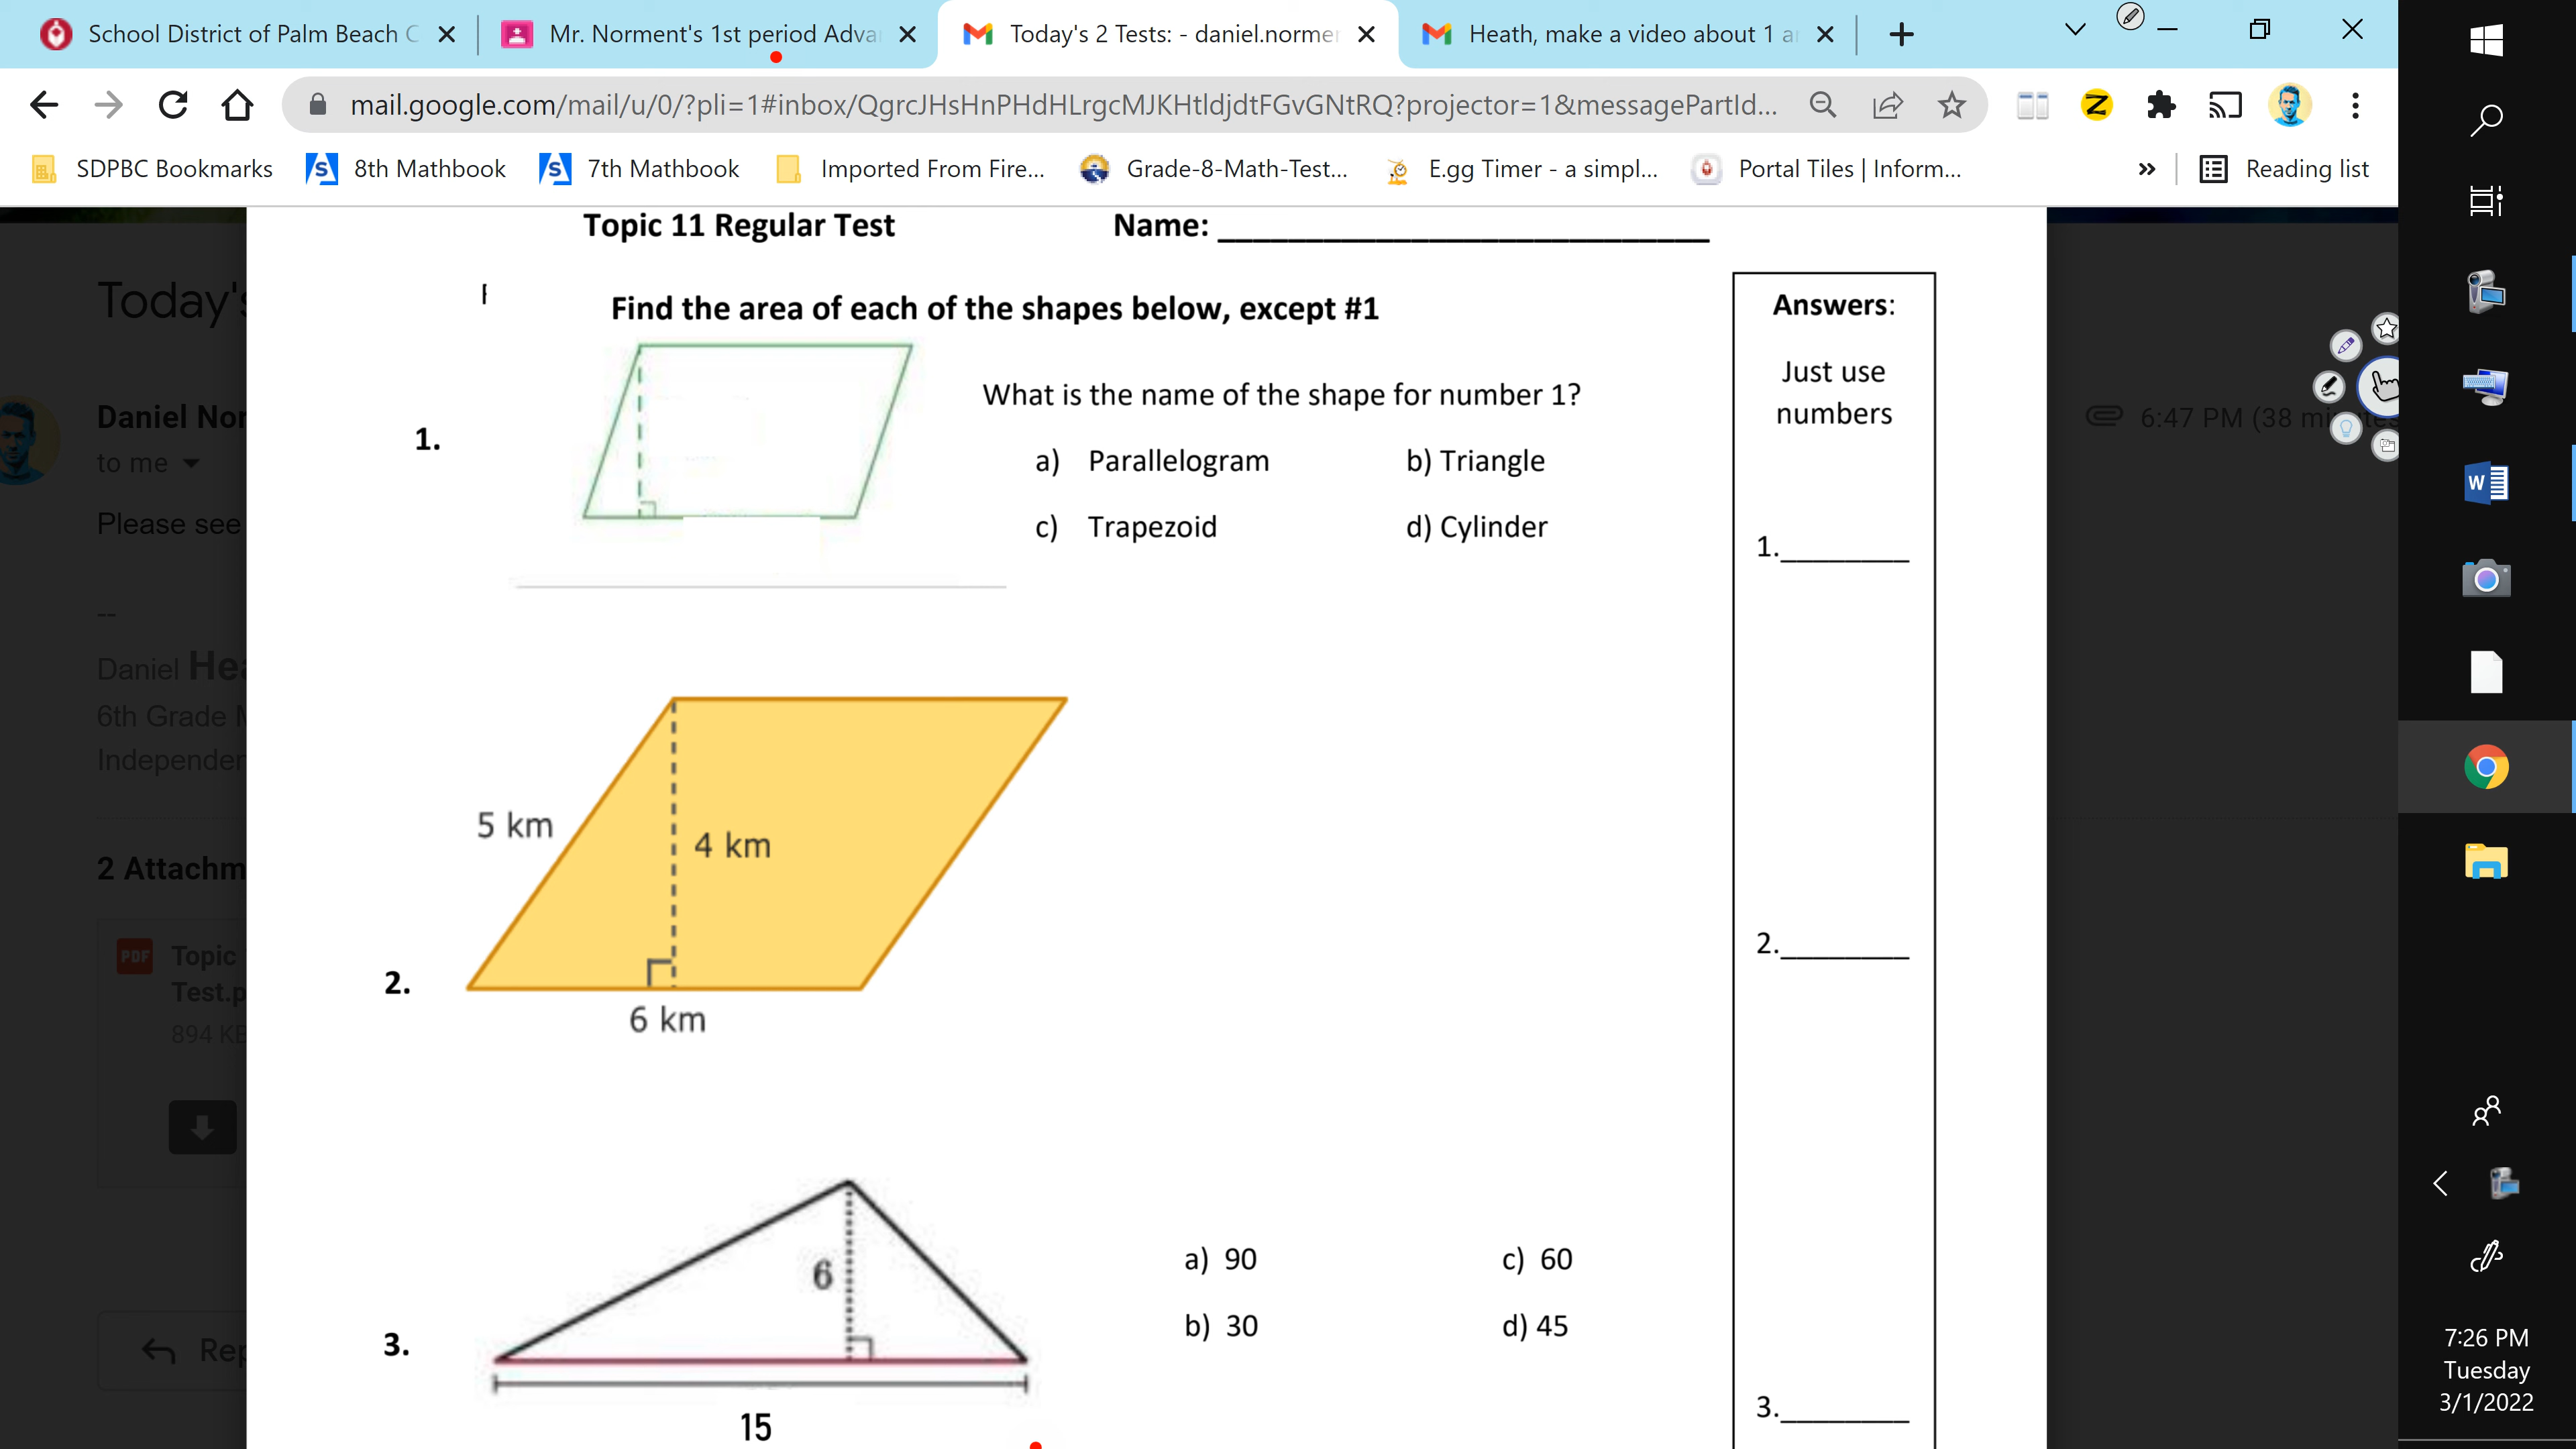 School District of Palm Beach C
Mr. Norment's 1st period Adva
Today's 2 Tests: - daniel.normen
Heath, make a video about 1 a
mail.google.com/mail/u/0/?pli=1#inbox/QgrcJHsHnPHdHLrgcMJKHtldjdtFGvGNtRQ?projector=1&messagePartId...
SDPBC Bookmarks
8th Mathbook
7th Mathbook
Imported From Fire...
Grade-8-Math-Test...
E.gg Timer - a simpl...
Portal Tiles | Inform...
»
Reading list
Topic 11 Regular Test Name: ____________________
Today's
Find the area of each of the shapes below, except #1
Answers:
Just use
numbers
Daniel Nor
to me
6:47 PM (38 minutes
What is the name of the shape for number 1?
1.
a) Parallelogram b) Triangle
c) Trapezoid d) Cylinder
Please see
1.________
--
Daniel Hea
6th Grade M
Independen
5 km
4 km
2 Attachm
2.________
PDF
Topic
Test.p
894 KB
2.
6 km
6
a) 90 c) 60
b) 30 d) 45
3.
Rep
3.________
15
W
7:26 PM
Tuesday
3/1/2022